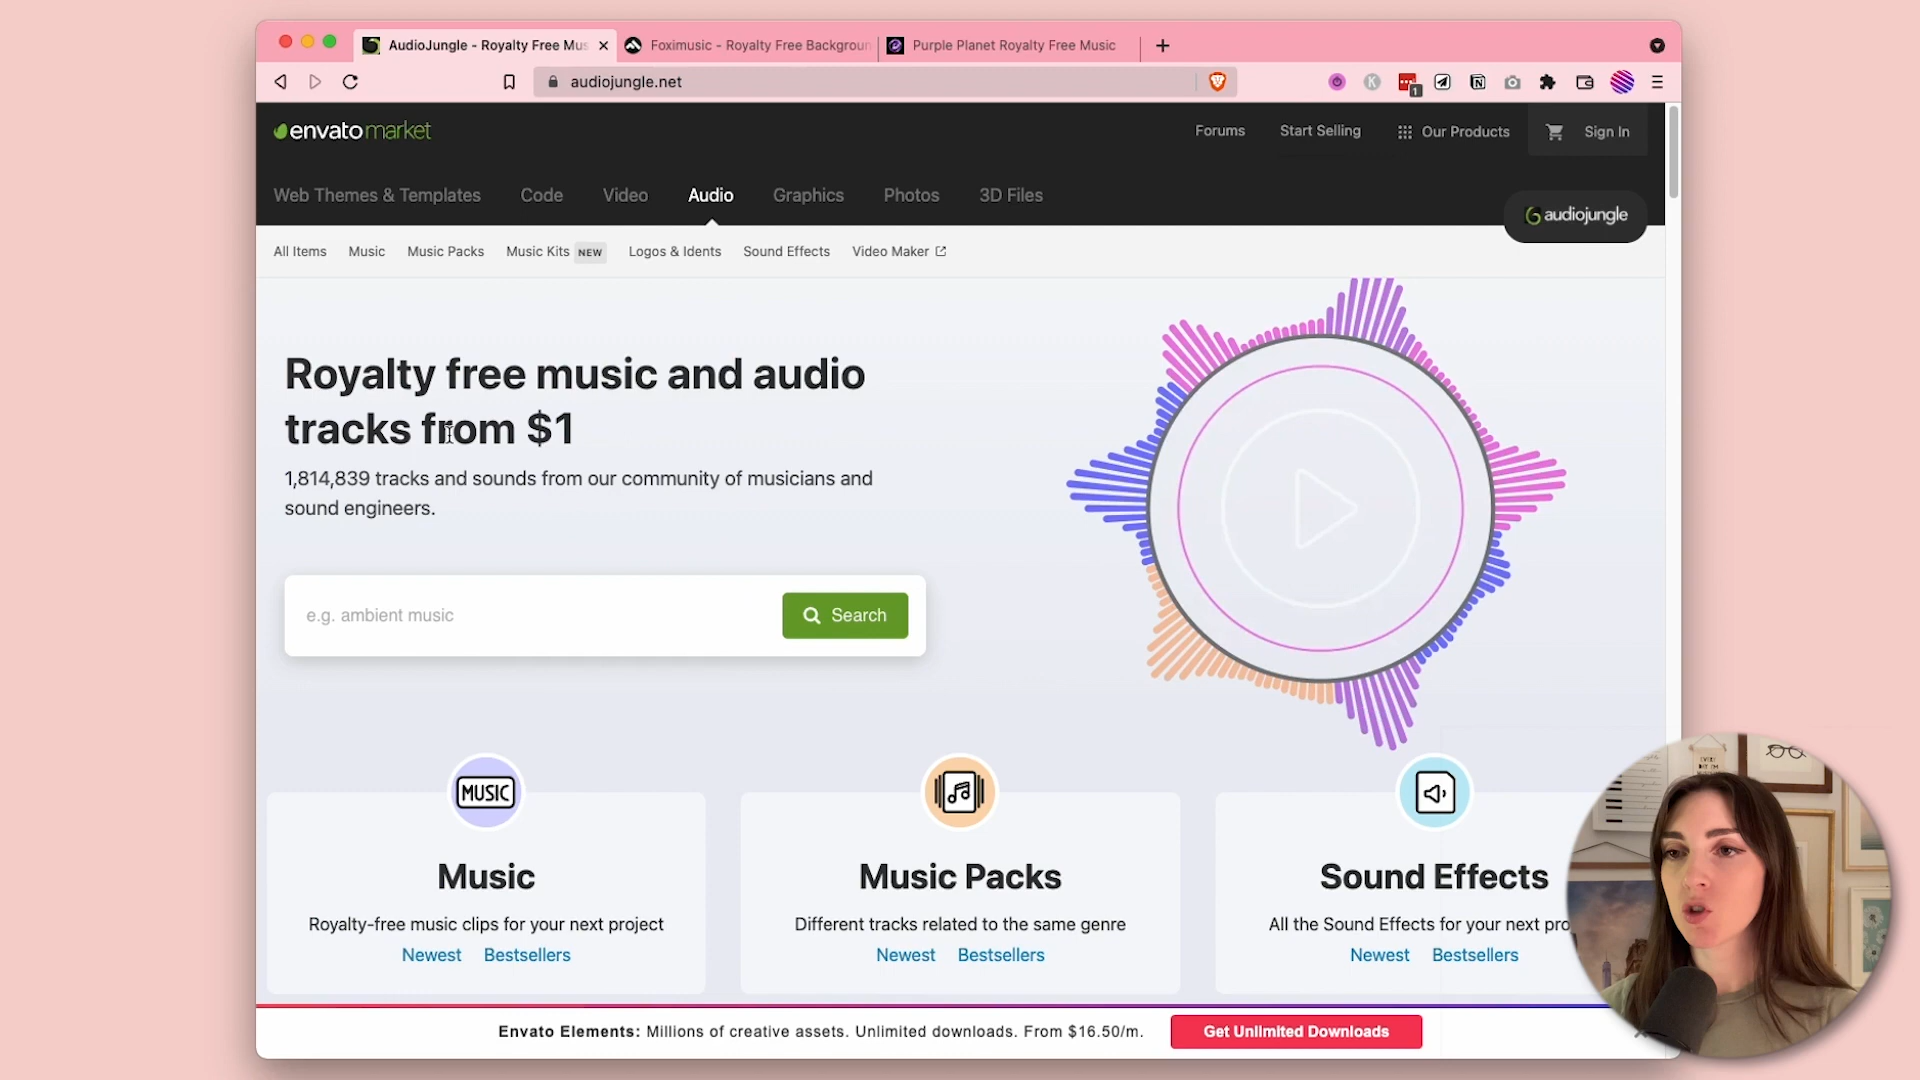 AudioJungle - Royalty Free Mus
Foximusic - Royalty Free Backgroun
Purple Planet Royalty Free Music
audiojungle.net
1
envatomarket
Forums
Start Selling
Our Products
Sign In
Web Themes & Templates
Code
Video
Audio
Graphics
Photos
3D Files
audiojungle
All Items
Music
Music Packs
Music Kits NEW
Logos & Idents
Sound Effects
Video Maker
Royalty free music and audio
tracks from $1
1,814,839 tracks and sounds from our community of musicians and
sound engineers.
e.g. ambient music
Search
MUSIC
Music
Royalty-free music clips for your next project
Newest Bestsellers
Music Packs
Different tracks related to the same genre
Newest Bestsellers
Sound Effects
All the Sound Effects for your next pro
Newest Bestsellers
Envato Elements: Millions of creative assets. Unlimited downloads. From $16.50/m.
Get Unlimited Downloads